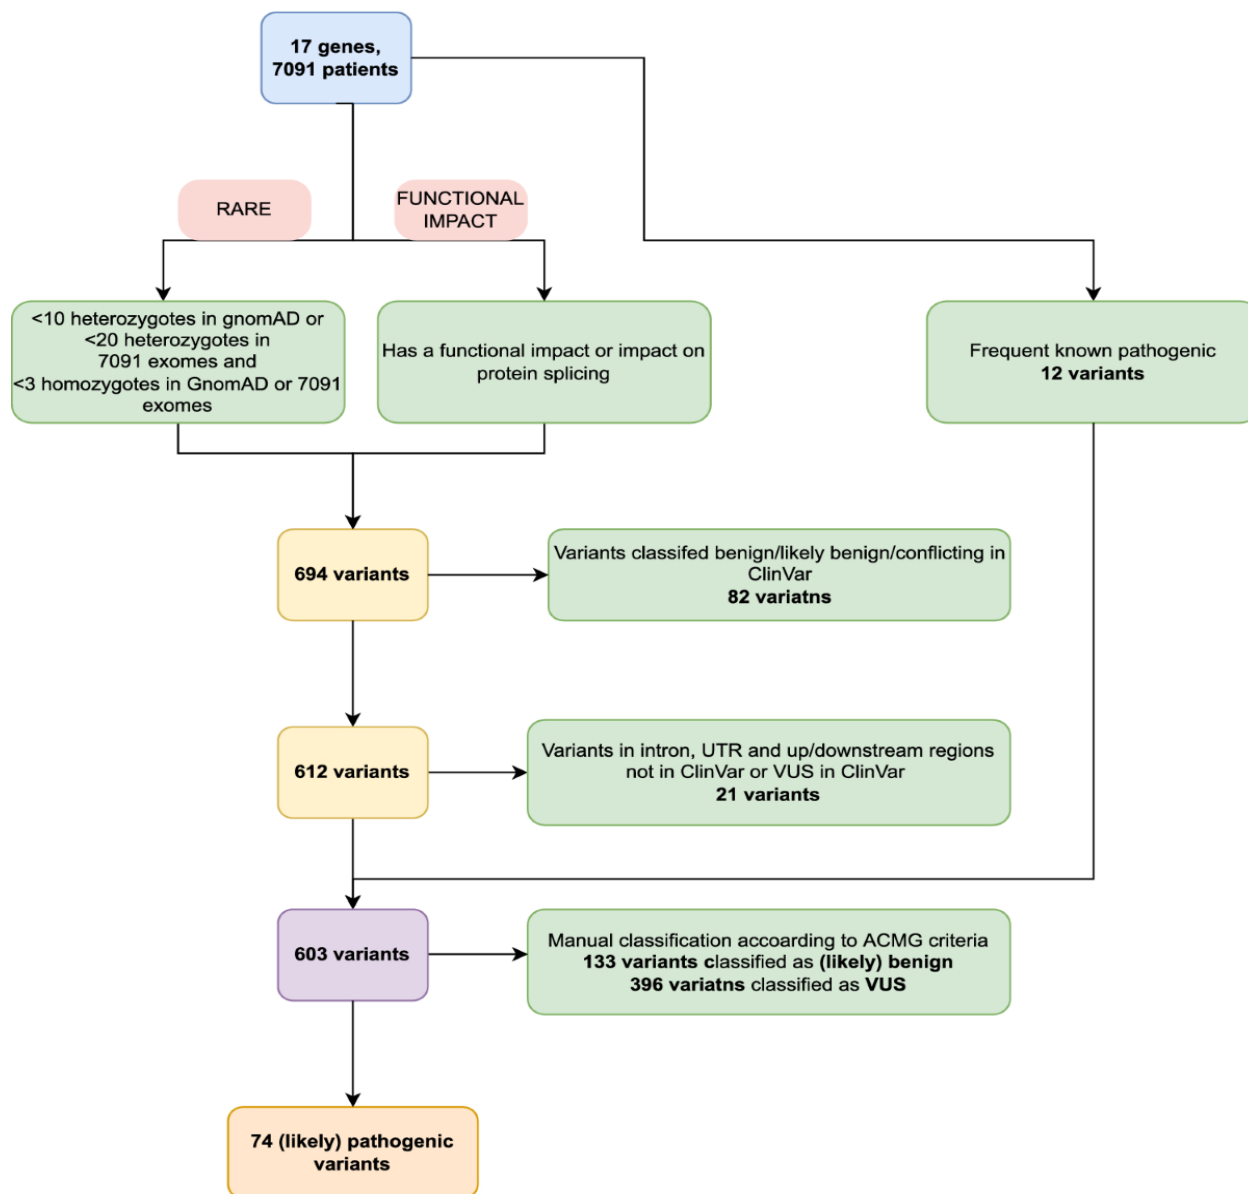 17 genes,
7091 patients
RARE
FUNCTIONAL
IMPACT
<10 heterozygotes in gnomAD or
<20 heterozygotes in
7091 exomes and
<3 homozygotes in GnomAD or 7091
exomes
Has a functional impact or impact on
protein splicing
Frequent known pathogenic
12 variants
694 variants
Variants classifed benign/likely benign/conflicting in
ClinVar
82 variatns
612 variants
Variants in intron, UTR and up/downstream regions
not in ClinVar or VUS in ClinVar
21 variants
603 variants
Manual classification accoarding to ACMG criteria
133 variants classified as (likely) benign
396 variatns classified as VUS
74 (likely) pathogenic
variants